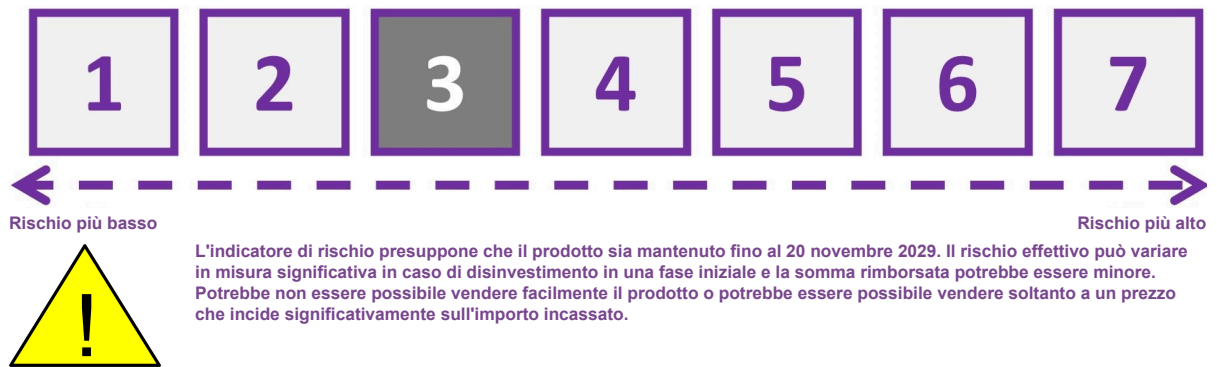 1 2 3 4 5 6 7
Rischio più basso Rischio più alto
L'indicatore di rischio presuppone che il prodotto sia mantenuto fino al 20 novembre 2029. Il rischio effettivo può variare
in misura significativa in caso di disinvestimento in una fase iniziale e la somma rimborsata potrebbe essere minore.
Potrebbe non essere possibile vendere facilmente il prodotto o potrebbe essere possibile vendere soltanto a un prezzo
che incide significativamente sull'importo incassato.
!